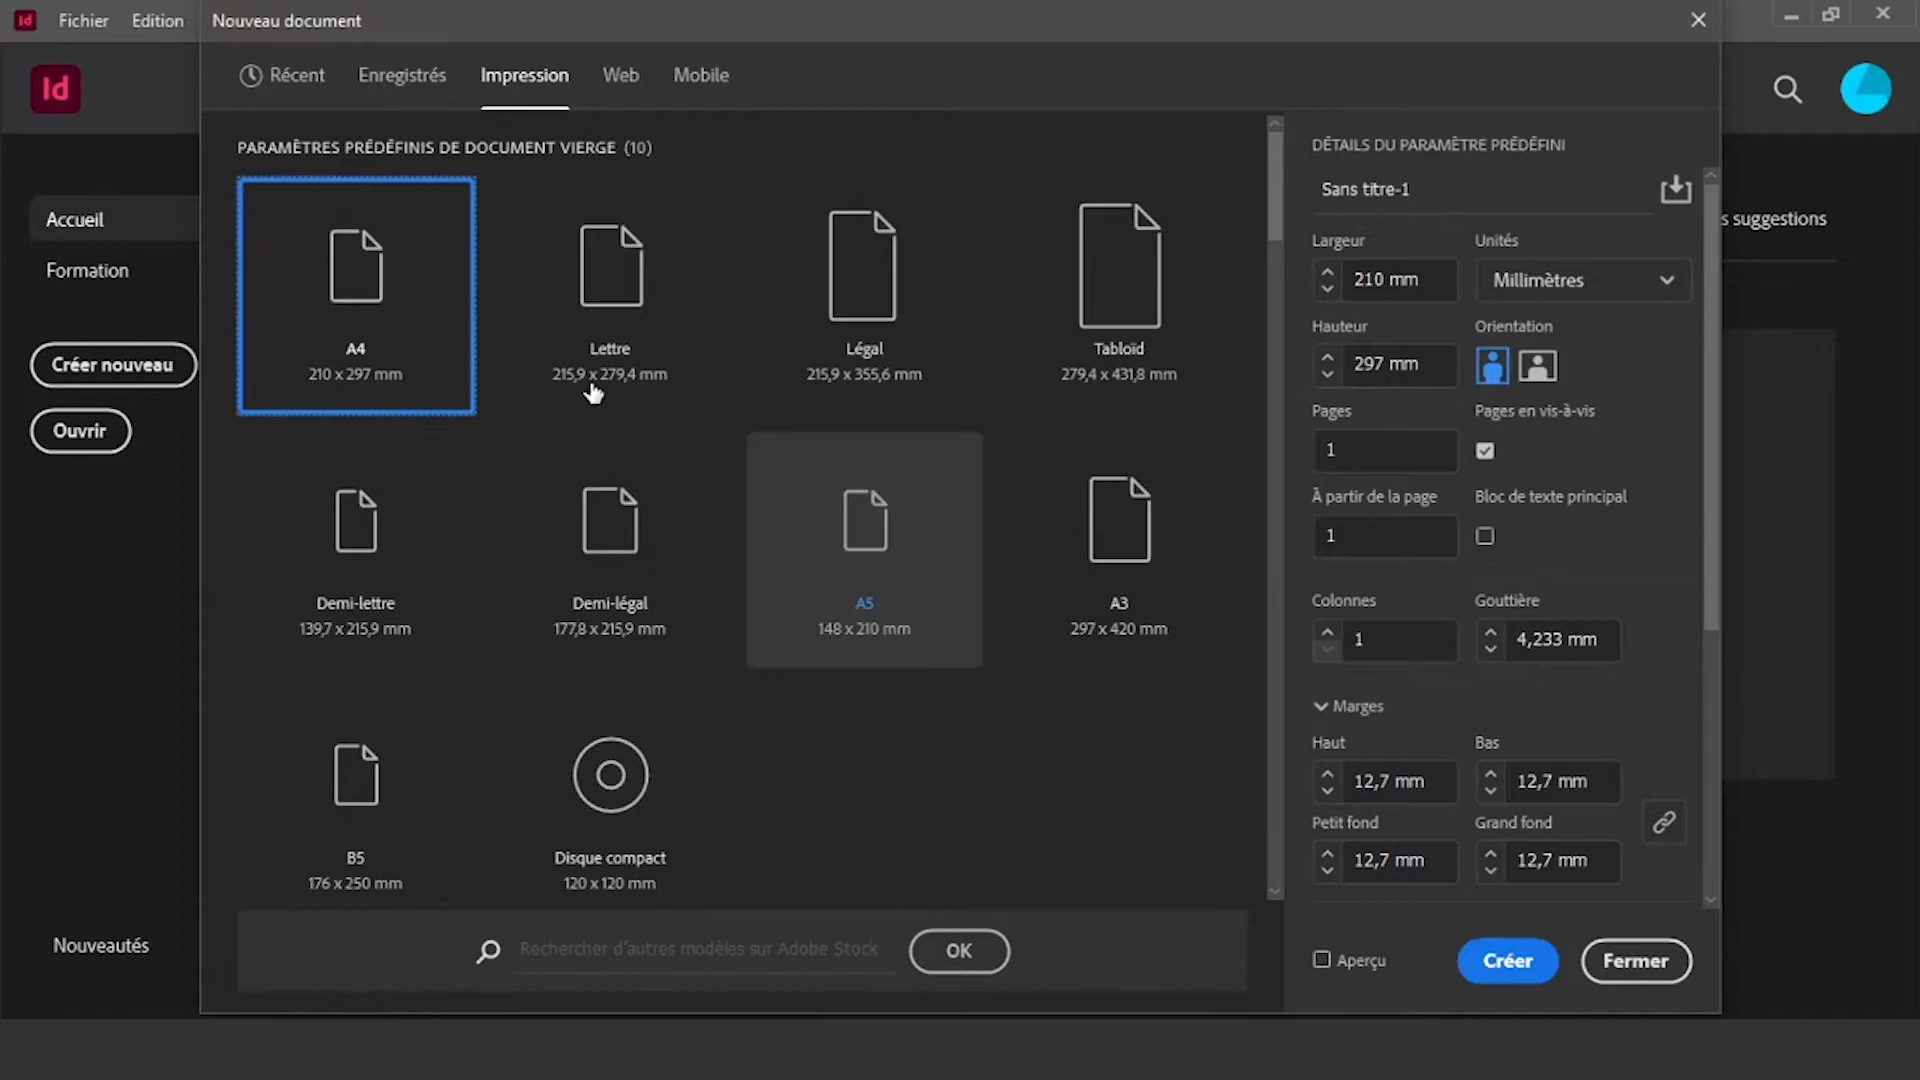 Id
Fichier
Edition
Nouveau document
Id
Récent
Enregistrés
Impression
Web
Mobile
PARAMÈTRES PRÉDÉFINIS DE DOCUMENT VIERGE (10)
DÉTAILS DU PARAMÈTRE PRÉDÉFINI
Sans titre-1
s suggestions
Accueil
Formation
Créer nouveau
Ouvrir
Nouveautés
A4
210 x 297 mm
Lettre
215,9 x 279,4 mm
Légal
215,9 x 355,6 mm
Tabloïd
279,4 x 431,8 mm
Demi-lettre
139,7 x 215,9 mm
Demi-légal
177,8 x 215,9 mm
A5
148 x 210 mm
A3
297 x 420 mm
B5
176 x 250 mm
Disque compact
120 x 120 mm
Rechercher d'autres modèles sur Adobe Stock
OK
Largeur
Unités
210 mm
Millimètres
Hauteur
Orientation
297 mm
Pages
Pages en vis-à-vis
1
À partir de la page
Bloc de texte principal
1
Colonnes
Gouttière
1
4,233 mm
Marges
Haut
Bas
12,7 mm
12,7 mm
Petit fond
Grand fond
12,7 mm
12,7 mm
Aperçu
Créer
Fermer